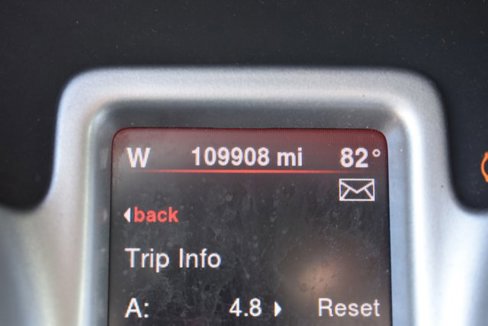 W 109908 mi 82°
back
Trip Info
A: 4.8 Reset